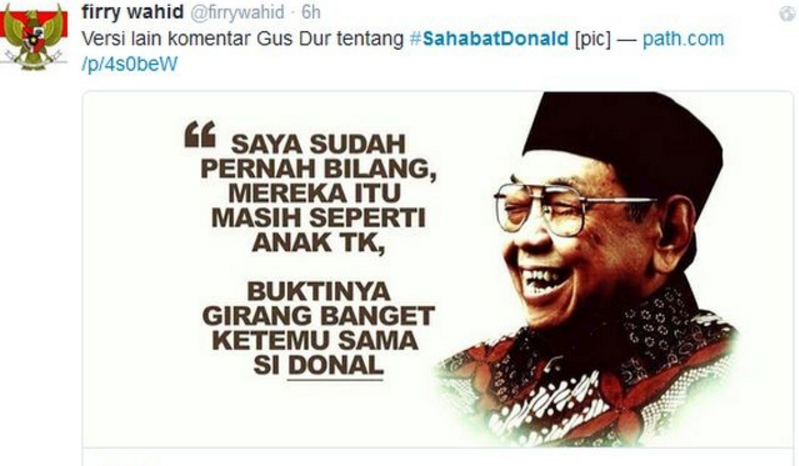 firry wahid @firrywahid · 6h
Versi lain komentar Gus Dur tentang #SahabatDonald [pic] — path.com
/p/4s0beW
“ SAYA SUDAH
PERNAH BILANG,
MEREKA ITU
MASIH SEPERTI
ANAK TK,
BUKTINYA
GIRANG BANGET
KETEMU SAMA
SI DONAL